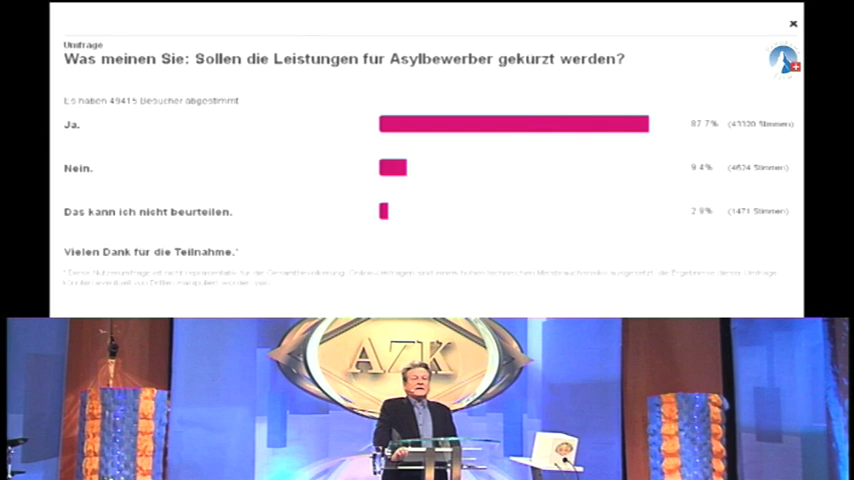 Umfrage
Was meinen Sie: Sollen die Leistungen fur Asylbewerber gekurzt werden?
Es haben 49415 Besucher abgestimmt
Ja. 87.7% (43320 Stimmen)
Nein. 9.4% (4624 Stimmen)
Das kann ich nicht beurteilen. 2.9% (1471 Stimmen)
Vielen Dank für die Teilnahme.*
AZK